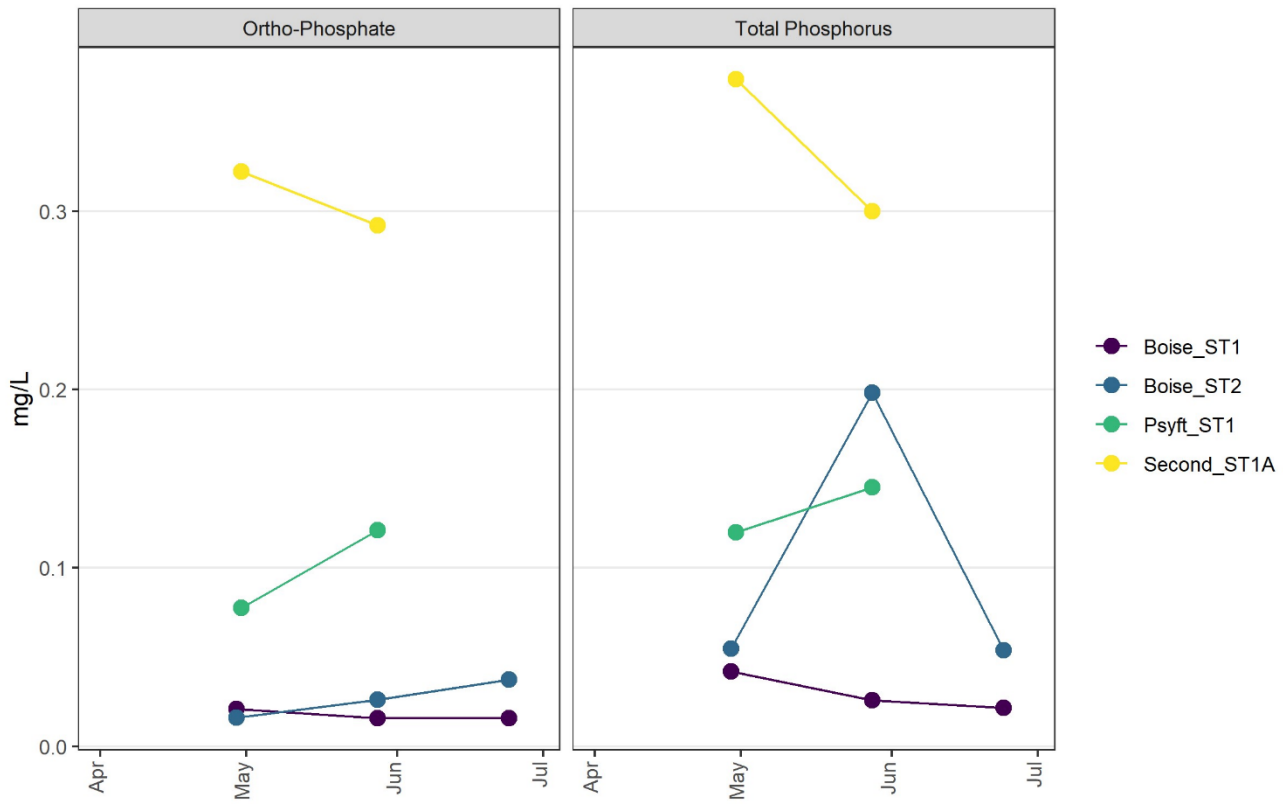 Ortho-Phosphate
Total Phosphorus
mg/L
0.3
0.2
0.1
0.0
Apr
May
Jun
Jul
Apr
May
Jun
Jul
Boise_ST1
Boise_ST2
Psyft_ST1
Second_ST1A